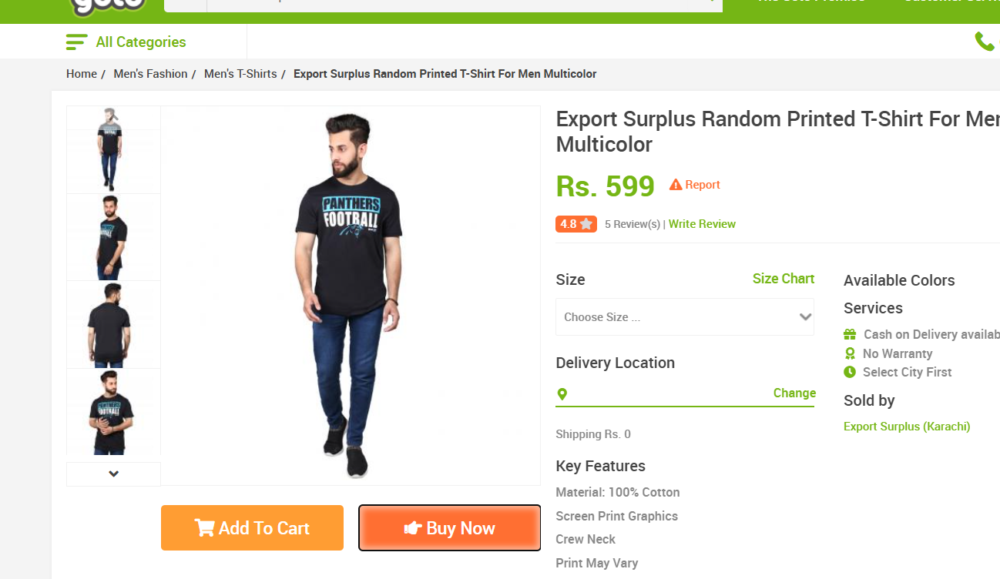 goto
All Categories
Home / Men's Fashion / Men's T-Shirts / Export Surplus Random Printed T-Shirt For Men Multicolor
PANTHERS
FOOTBALL
Export Surplus Random Printed T-Shirt For Men
Multicolor
Rs. 599 Report
4.8 5 Review(s) | Write Review
Size Size Chart
Choose Size ...
Delivery Location
Change
Shipping Rs. 0
Key Features
Material: 100% Cotton
Screen Print Graphics
Crew Neck
Print May Vary
Available Colors
Services
Cash on Delivery availab
No Warranty
Select City First
Sold by
Export Surplus (Karachi)
Add To Cart
Buy Now